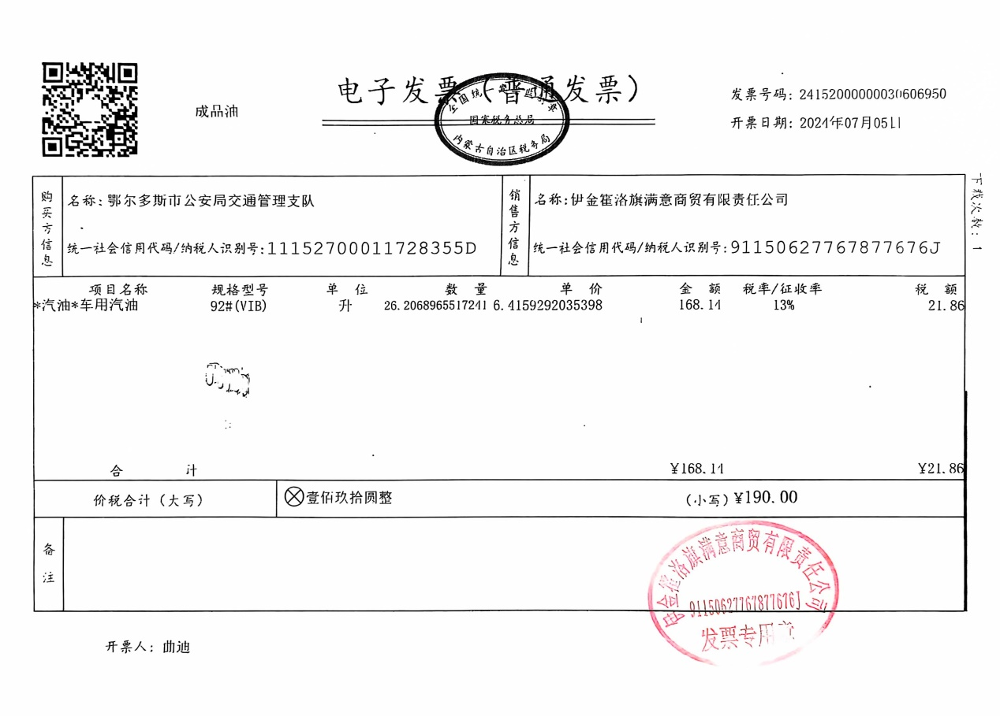 电子发票（普通发票）
成品油
全国统一发票监制章
国家税务总局
内蒙古自治区税务局
发票号码: 24152000000030606950
开票日期: 2024年07月05日
购买方信息
名称: 鄂尔多斯市公安局交通管理支队
统一社会信用代码/纳税人识别号: 11152700011728355D
销售方信息
名称: 伊金霍洛旗满意商贸有限责任公司
统一社会信用代码/纳税人识别号: 91150627767877676J
下载次数: 1
项目名称 规格型号 单位 数量 单价 金额 税率/征收率 税额
*汽油*车用汽油 92#(VIB) 升 26.2068965517241 6.4159292035398 168.14 13% 21.86
合计 ¥168.14 ¥21.86
价税合计（大写） ⊗壹佰玖拾圆整 （小写）¥190.00
备注
伊金霍洛旗满意商贸有限责任公司
91150627767877676J
发票专用章
开票人: 曲迪